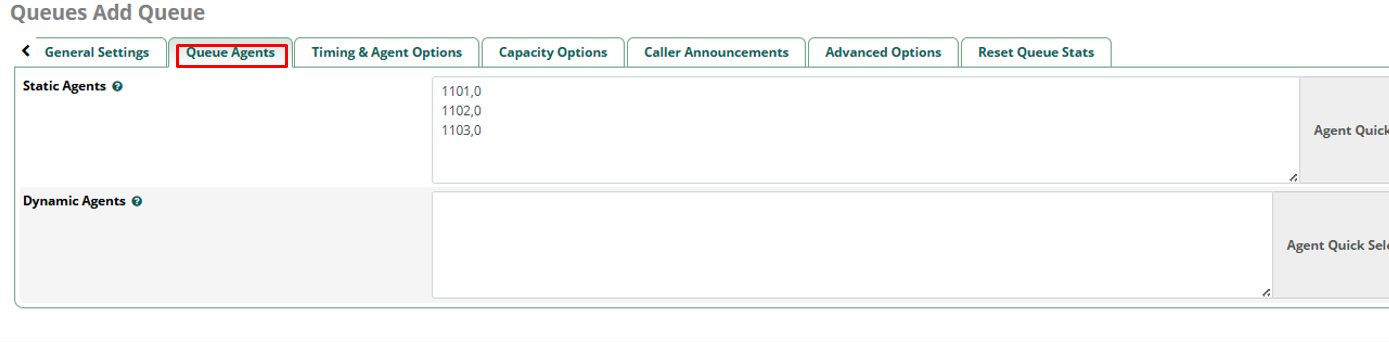 Queues Add Queue
General Settings
Queue Agents
Timing & Agent Options
Capacity Options
Caller Announcements
Advanced Options
Reset Queue Stats
Static Agents
1101,0
1102,0
1103,0
Agent Quick
Dynamic Agents
Agent Quick Sele